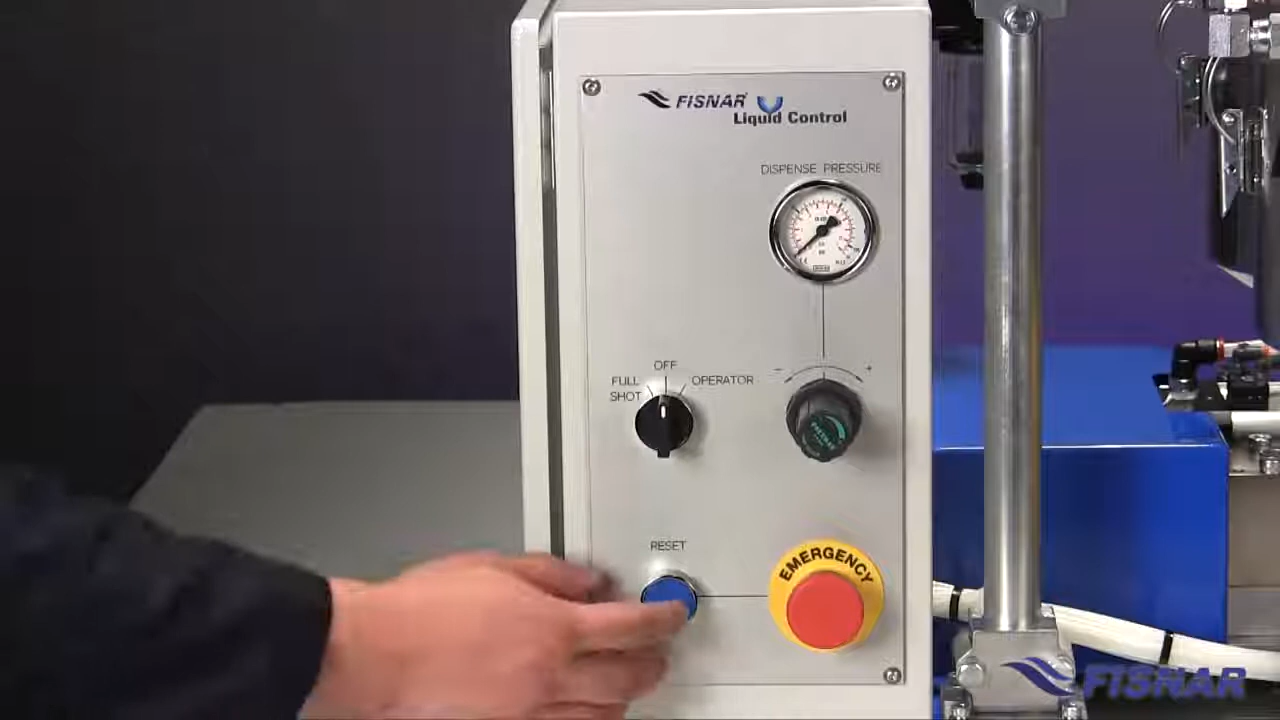 FISNAR
Liquid Control
DISPENSE PRESSURE
OFF
FULL
SHOT
OPERATOR
- +
RESET
EMERGENCY
FISNAR